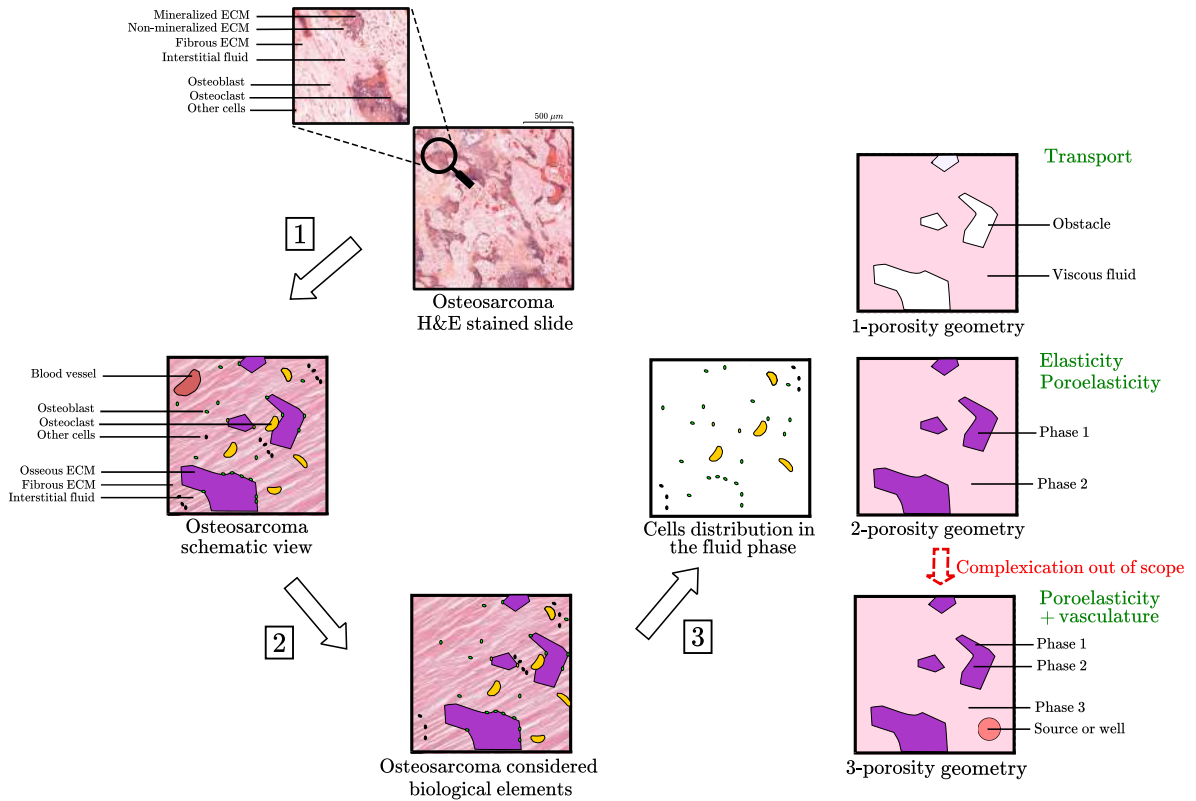 Mineralized ECM
Non-mineralized ECM
Fibrous ECM
Interstitial fluid
Osteoblast
Osteoclast
Other cells
500 μm
Osteosarcoma
H&E stained slide
1
Blood vessel
Osteoblast
Osteoclast
Other cells
Osseous ECM
Fibrous ECM
Interstitial fluid
Osteosarcoma
schematic view
2
Osteosarcoma considered
biological elements
3
Cells distribution in
the fluid phase
Transport
Obstacle
Viscous fluid
1-porosity geometry
Elasticity
Poroelasticity
Phase 1
Phase 2
2-porosity geometry
Complexication out of scope
Poroelasticity
+ vasculature
Phase 1
Phase 2
Phase 3
Source or well
3-porosity geometry